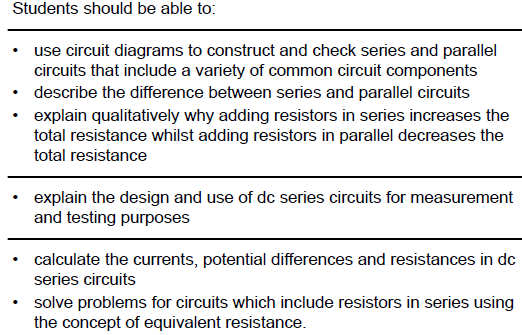 Students should be able to:
• use circuit diagrams to construct and check series and parallel
circuits that include a variety of common circuit components
• describe the difference between series and parallel circuits
• explain qualitatively why adding resistors in series increases the
total resistance whilst adding resistors in parallel decreases the
total resistance
• explain the design and use of dc series circuits for measurement
and testing purposes
• calculate the currents, potential differences and resistances in dc
series circuits
• solve problems for circuits which include resistors in series using
the concept of equivalent resistance.